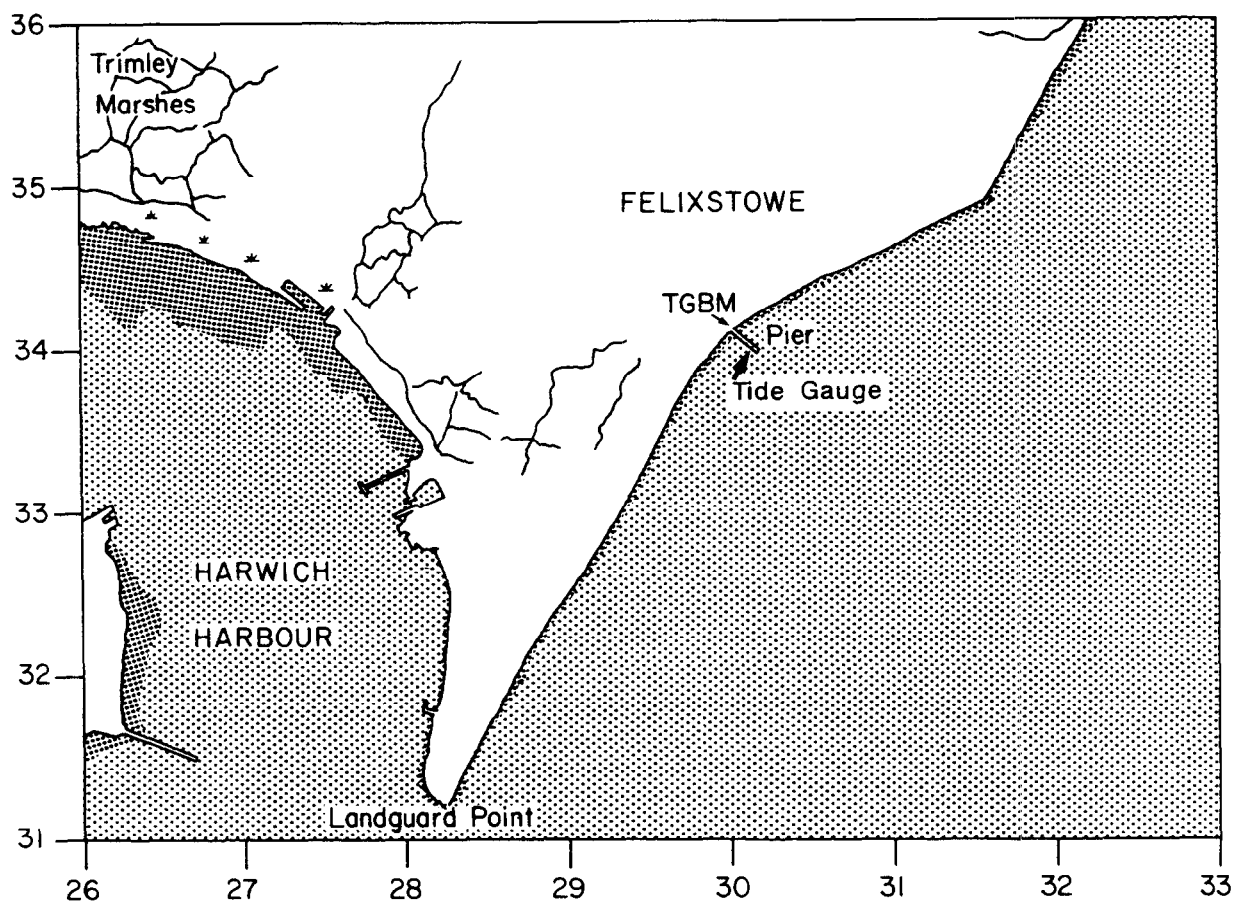 36
Trimley
Marshes
35
FELIXSTOWE
TGBM
Pier
34
Tide Gauge
33
HARWICH
HARBOUR
32
Landguard Point
31
26 27 28 29 30 31 32 33